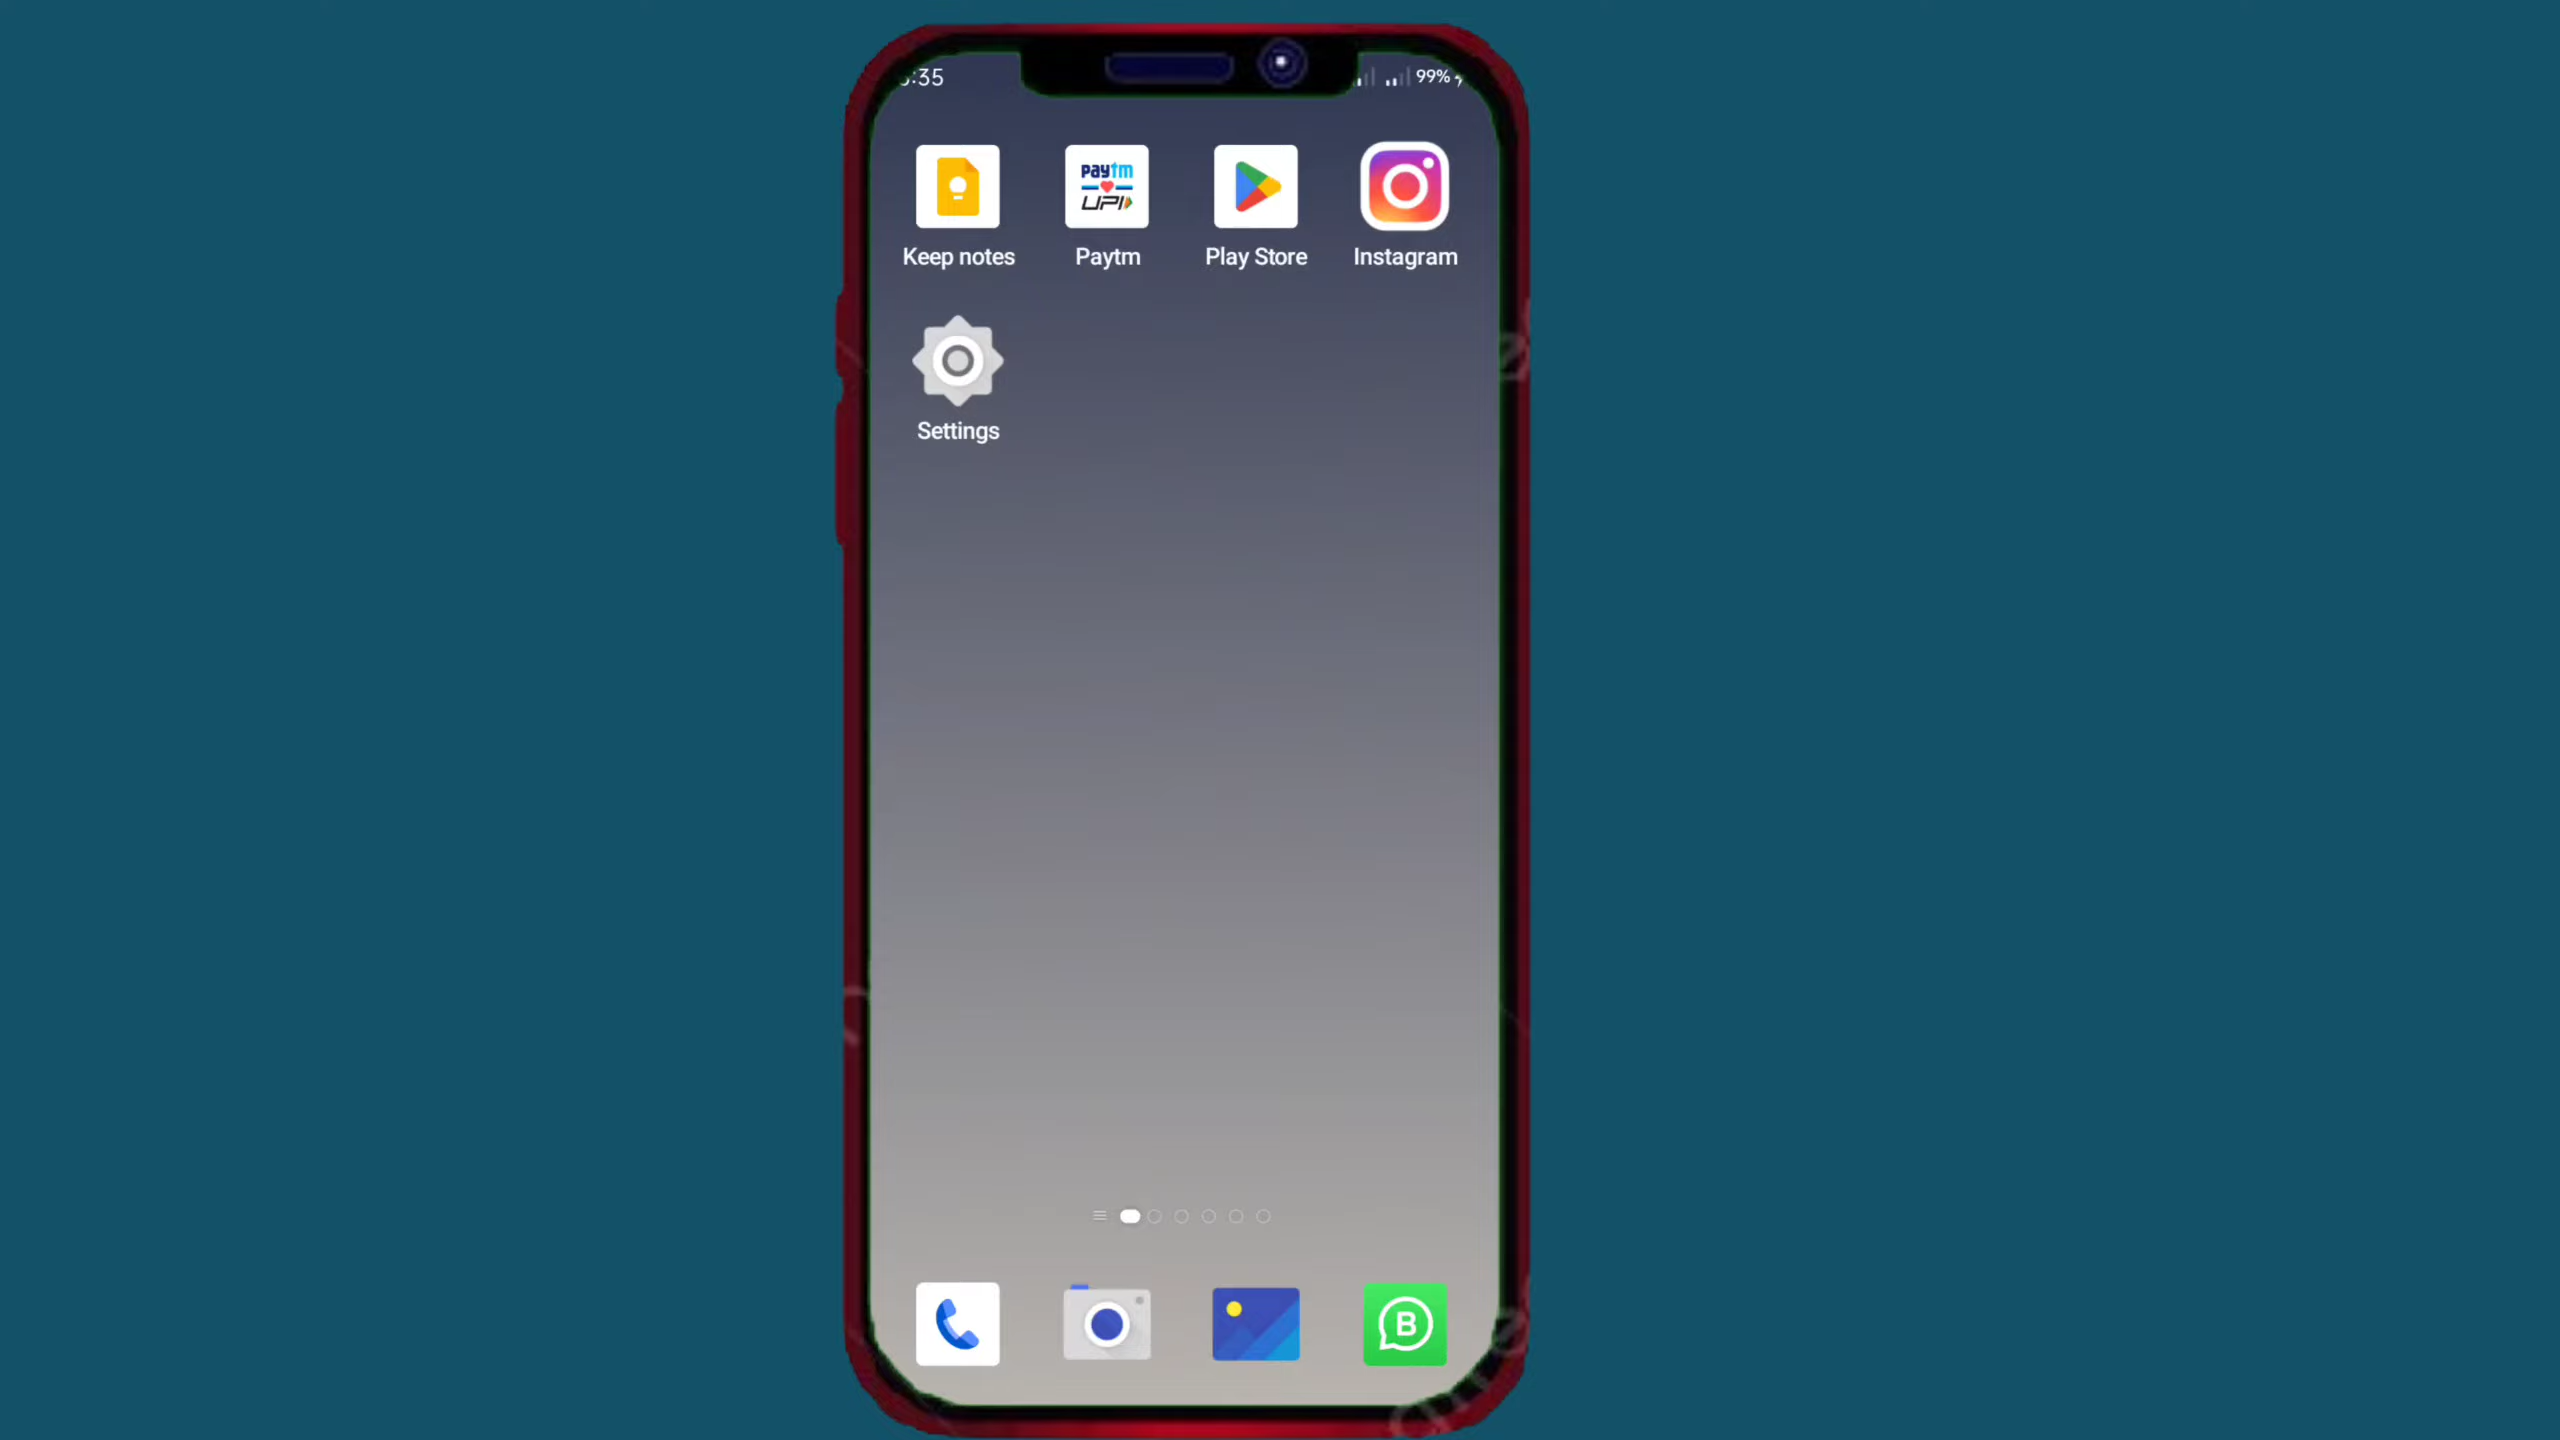 :35
99%
paytm
UPI
Keep notes
Paytm
Play Store
Instagram
Settings
B